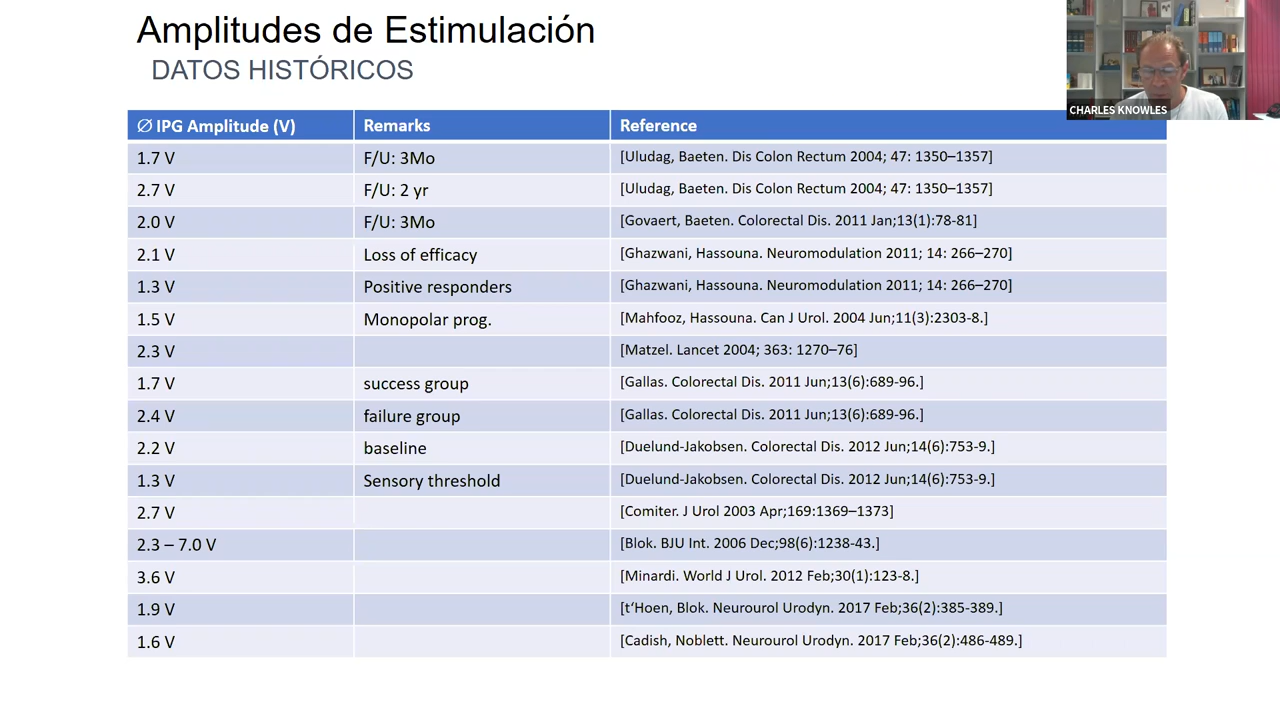 Amplitudes de Estimulación
DATOS HISTÓRICOS
CHARLES KNOWLES
∅ IPG Amplitude (V) Remarks Reference
1.7 V F/U: 3Mo [Uludag, Baeten. Dis Colon Rectum 2004; 47: 1350–1357]
2.7 V F/U: 2 yr [Uludag, Baeten. Dis Colon Rectum 2004; 47: 1350–1357]
2.0 V F/U: 3Mo [Govaert, Baeten. Colorectal Dis. 2011 Jan;13(1):78-81]
2.1 V Loss of efficacy [Ghazwani, Hassouna. Neuromodulation 2011; 14: 266–270]
1.3 V Positive responders [Ghazwani, Hassouna. Neuromodulation 2011; 14: 266–270]
1.5 V Monopolar prog. [Mahfooz, Hassouna. Can J Urol. 2004 Jun;11(3):2303-8.]
2.3 V [Matzel. Lancet 2004; 363: 1270–76]
1.7 V success group [Gallas. Colorectal Dis. 2011 Jun;13(6):689-96.]
2.4 V failure group [Gallas. Colorectal Dis. 2011 Jun;13(6):689-96.]
2.2 V baseline [Duelund-Jakobsen. Colorectal Dis. 2012 Jun;14(6):753-9.]
1.3 V Sensory threshold [Duelund-Jakobsen. Colorectal Dis. 2012 Jun;14(6):753-9.]
2.7 V [Comiter. J Urol 2003 Apr;169:1369–1373]
2.3 – 7.0 V [Blok. BJU Int. 2006 Dec;98(6):1238-43.]
3.6 V [Minardi. World J Urol. 2012 Feb;30(1):123-8.]
1.9 V [t‘Hoen, Blok. Neurourol Urodyn. 2017 Feb;36(2):385-389.]
1.6 V [Cadish, Noblett. Neurourol Urodyn. 2017 Feb;36(2):486-489.]